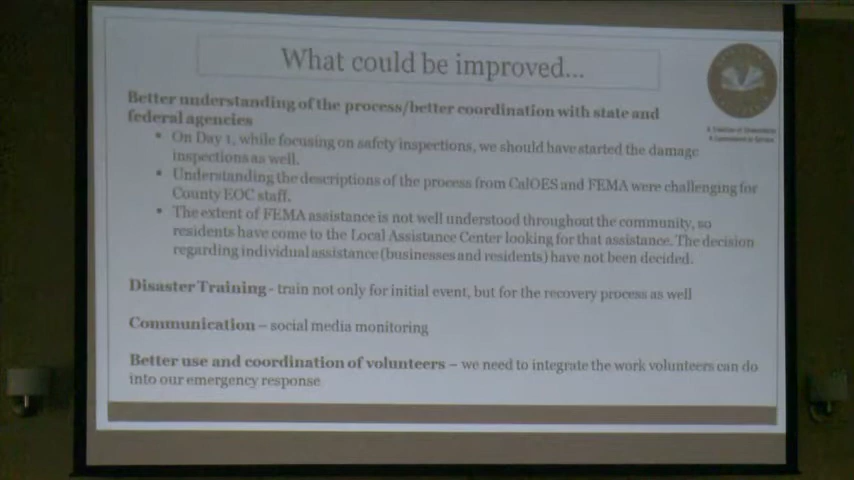 What could be improved...
Better understanding of the process/better coordination with state and
federal agencies
• On Day 1, while focusing on safety inspections, we should have started the damage
inspections as well.
• Understanding the descriptions of the process from CalOES and FEMA were challenging for
County EOC staff.
• The extent of FEMA assistance is not well understood throughout the community, so
residents have come to the Local Assistance Center looking for that assistance. The decision
regarding individual assistance (businesses and residents) have not been decided.
Disaster Training - train not only for initial event, but for the recovery process as well
Communication – social media monitoring
Better use and coordination of volunteers – we need to integrate the work volunteers can do
into our emergency response
A Tradition of Stewardship
A Commitment to Service